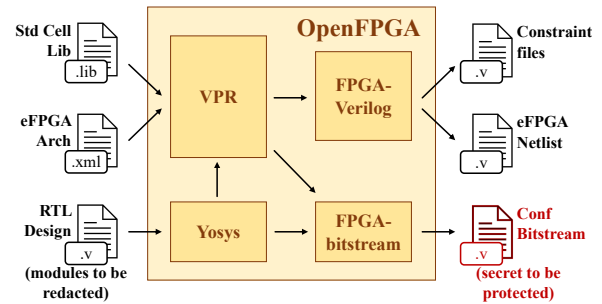 OpenFPGA
Std Cell
Lib
.lib
eFPGA
Arch
.xml
RTL
Design
.v
(modules to be
redacted)
VPR
Yosys
FPGA-
Verilog
FPGA-
bitstream
Constraint
files
.v
eFPGA
Netlist
.v
Conf
Bitstream
.v
(secret to be
protected)